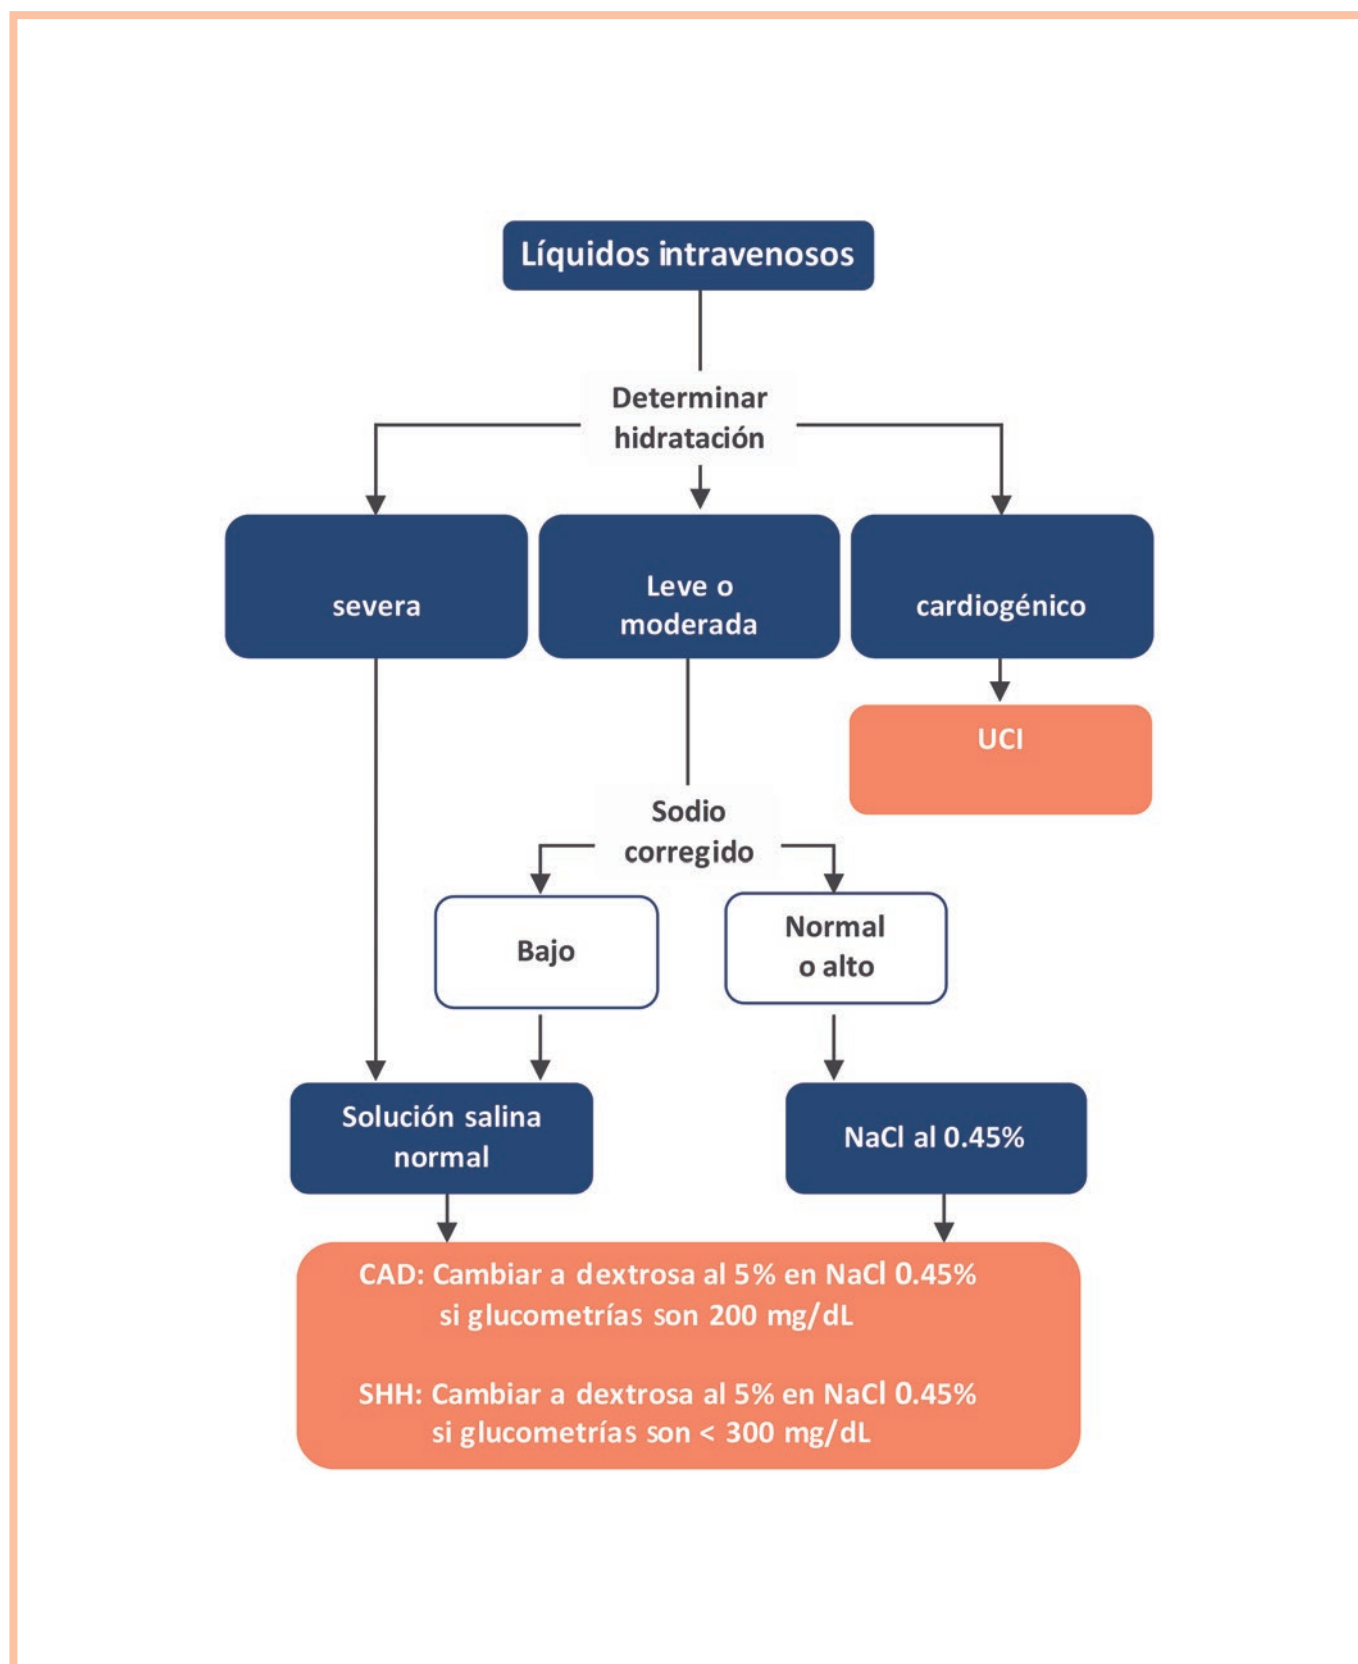 Líquidos intravenosos
Determinar
hidratación
severa
Leve o
moderada
cardiogénico
UCI
Sodio
corregido
Bajo
Normal
o alto
Solución salina
normal
NaCl al 0.45%
CAD: Cambiar a dextrosa al 5% en NaCl 0.45%
si glucometrías son 200 mg/dL
SHH: Cambiar a dextrosa al 5% en NaCl 0.45%
si glucometrías son < 300 mg/dL